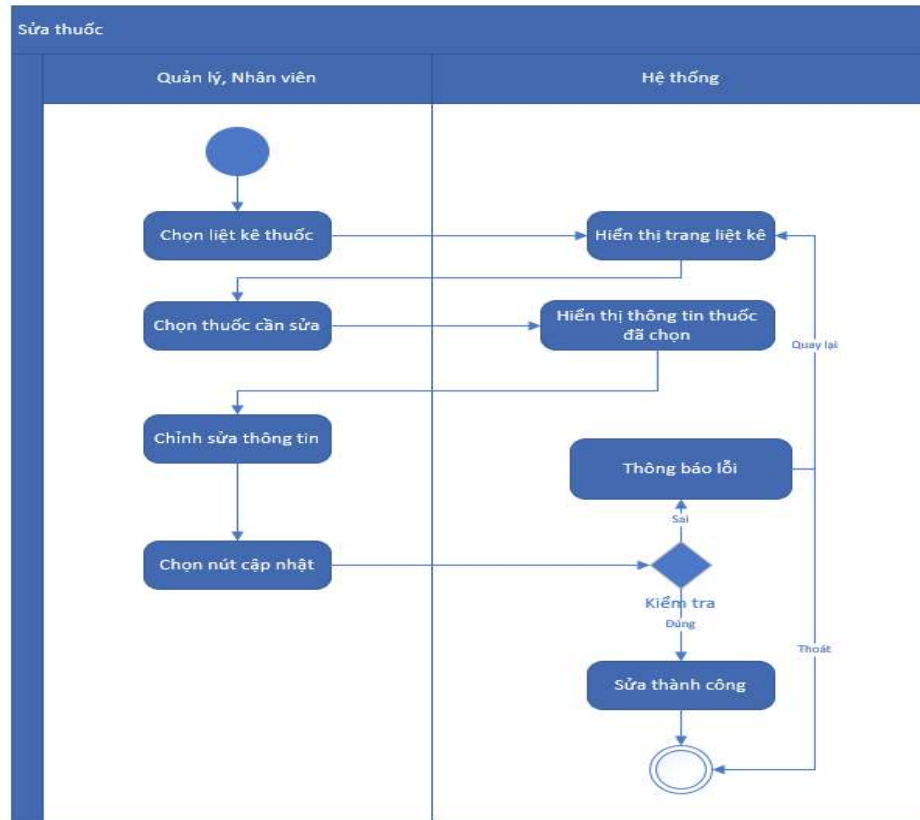 Sửa thuốc
Quản lý, Nhân viên
Hệ thống
Chọn liệt kê thuốc
Hiển thị trang liệt kê
Chọn thuốc cần sửa
Hiển thị thông tin thuốc
đã chọn
Quay lại
Chỉnh sửa thông tin
Thông báo lỗi
Sai
Chọn nút cập nhật
Kiểm tra
Đúng
Thoát
Sửa thành công